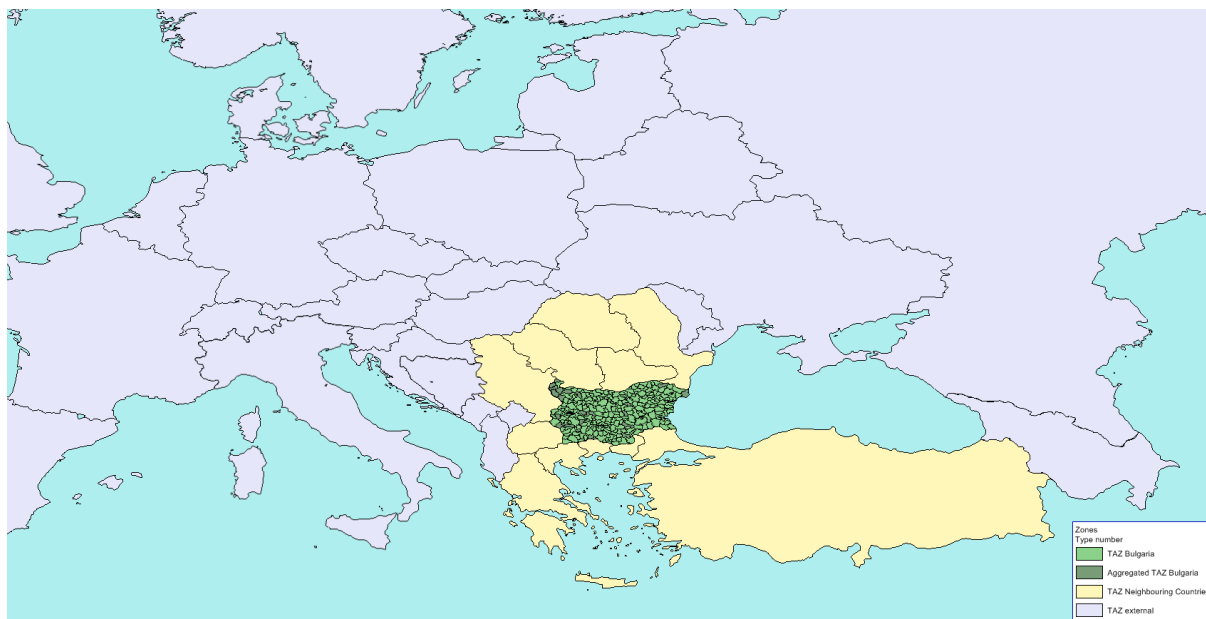 Zones
Type number
TAZ Bulgaria
Aggregated TAZ Bulgaria
TAZ Neighbouring Countrie
TAZ external